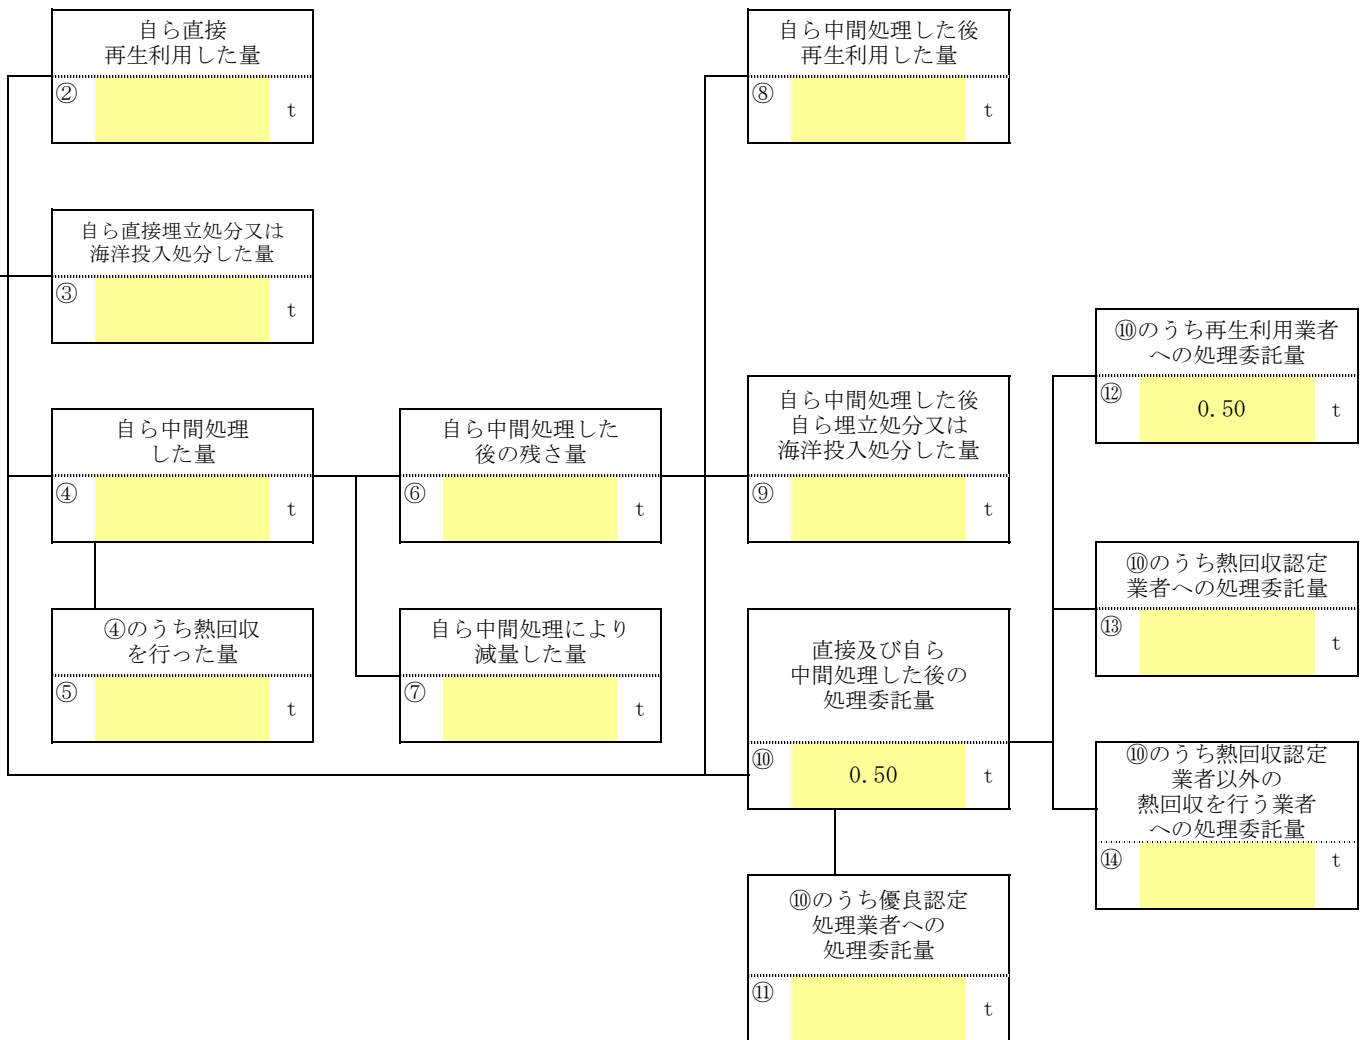 自ら直接
再生利用した量
②
t
自ら中間処理した後
再生利用した量
⑧
t
自ら直接埋立処分又は
海洋投入処分した量
③
t
⑩のうち再生利用業者
への処理委託量
⑫
0.50
t
自ら中間処理
した量
④
t
自ら中間処理した
後の残さ量
⑥
t
自ら中間処理した後
自ら埋立処分又は
海洋投入処分した量
⑨
t
⑩のうち熱回収認定
業者への処理委託量
⑬
t
④のうち熱回収
を行った量
⑤
t
自ら中間処理により
減量した量
⑦
t
直接及び自ら
中間処理した後の
処理委託量
⑩
0.50
t
⑩のうち熱回収認定
業者以外の
熱回収を行う業者
への処理委託量
⑭
t
⑩のうち優良認定
処理業者への
処理委託量
⑪
t